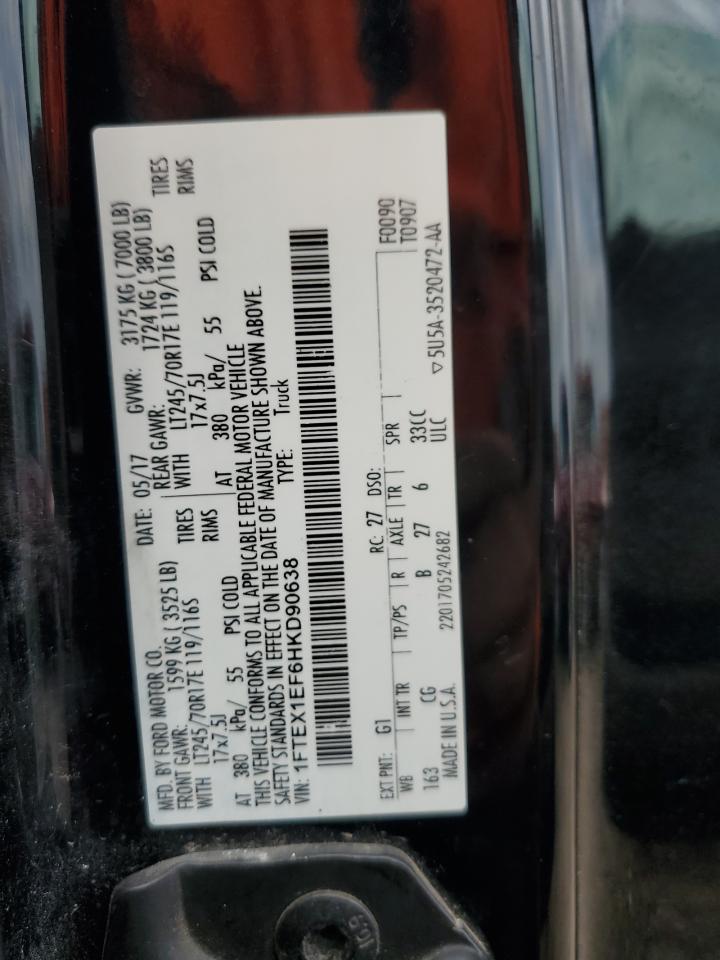 MFD. BY FORD MOTOR CO.
DATE: 05/17 GVWR: 3175 KG ( 7000 LB)
FRONT GAWR: 1599 KG ( 3525 LB) REAR GAWR: 1724 KG ( 3800 LB)
WITH LT245/70R17E 119/116S TIRES WITH LT245/70R17E 119/116S TIRES
17x7.5J RIMS 17x7.5J RIMS
AT 380 kPa/ 55 PSI COLD AT 380 kPa/ 55 PSI COLD
THIS VEHICLE CONFORMS TO ALL APPLICABLE FEDERAL MOTOR VEHICLE
SAFETY STANDARDS IN EFFECT ON THE DATE OF MANUFACTURE SHOWN ABOVE.
VIN: 1FTEX1EF6HKD90638 TYPE: Truck
EXT PNT: G1 RC: 27 DSO: F0090
WB INT TR TP/PS R AXLE TR SPR T0907
163 CG B 27 6 33CC
MADE IN U.S.A. 2201705242682 ULC ▽5U5A-3520472-AA